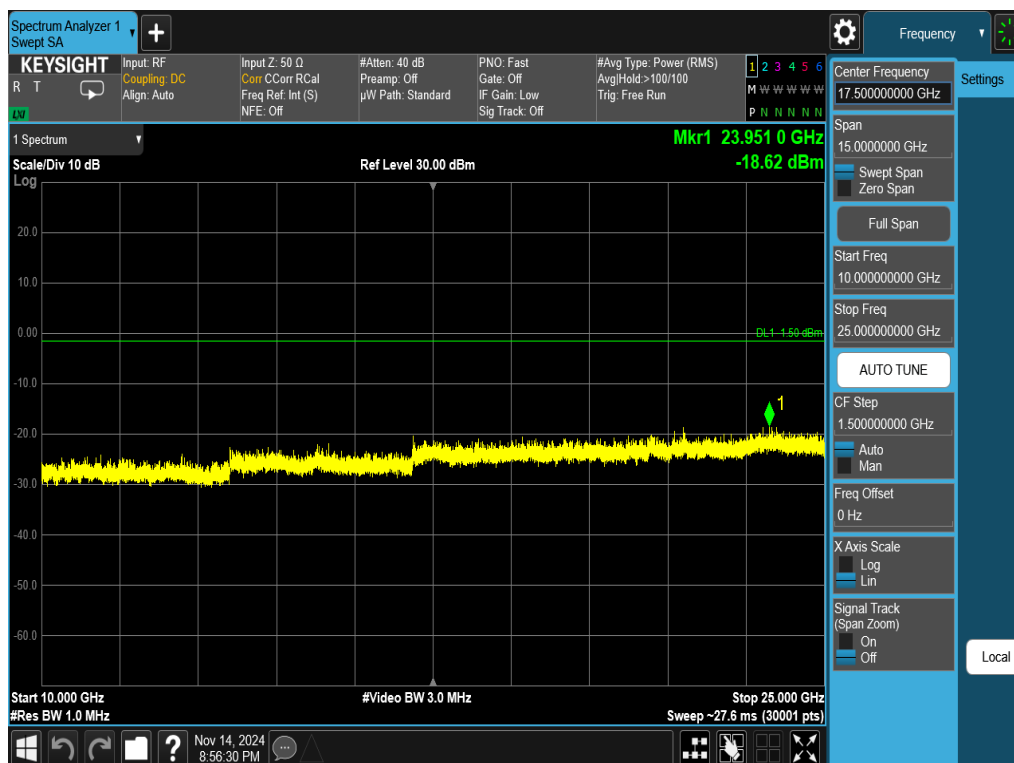 Spectrum Analyzer 1
Swept SA
+
Frequency
KEYSIGHT
R T
LXI
Input: RF
Coupling: DC
Align: Auto
Input Z: 50 Ω
Corr CCorr RCal
Freq Ref: Int (S)
NFE: Off
#Atten: 40 dB
Preamp: Off
µW Path: Standard
PNO: Fast
Gate: Off
IF Gain: Low
Sig Track: Off
#Avg Type: Power (RMS)
Avg|Hold:>100/100
Trig: Free Run
1 2 3 4 5 6
M W W W W W
P N N N N N
1 Spectrum
Scale/Div 10 dB
Log
Ref Level 30.00 dBm
Mkr1 23.951 0 GHz
-18.62 dBm
20.0
10.0
0.00
-10.0
-20.0
-30.0
-40.0
-50.0
-60.0
DL1 -1.50 dBm
1
Start 10.000 GHz
#Res BW 1.0 MHz
#Video BW 3.0 MHz
Stop 25.000 GHz
Sweep ~27.6 ms (30001 pts)
Center Frequency
17.500000000 GHz
Span
15.0000000 GHz
Swept Span
Zero Span
Full Span
Start Freq
10.000000000 GHz
Stop Freq
25.000000000 GHz
AUTO TUNE
CF Step
1.500000000 GHz
Auto
Man
Freq Offset
0 Hz
X Axis Scale
Log
Lin
Signal Track
(Span Zoom)
On
Off
Settings
Local
?
Nov 14, 2024
8:56:30 PM